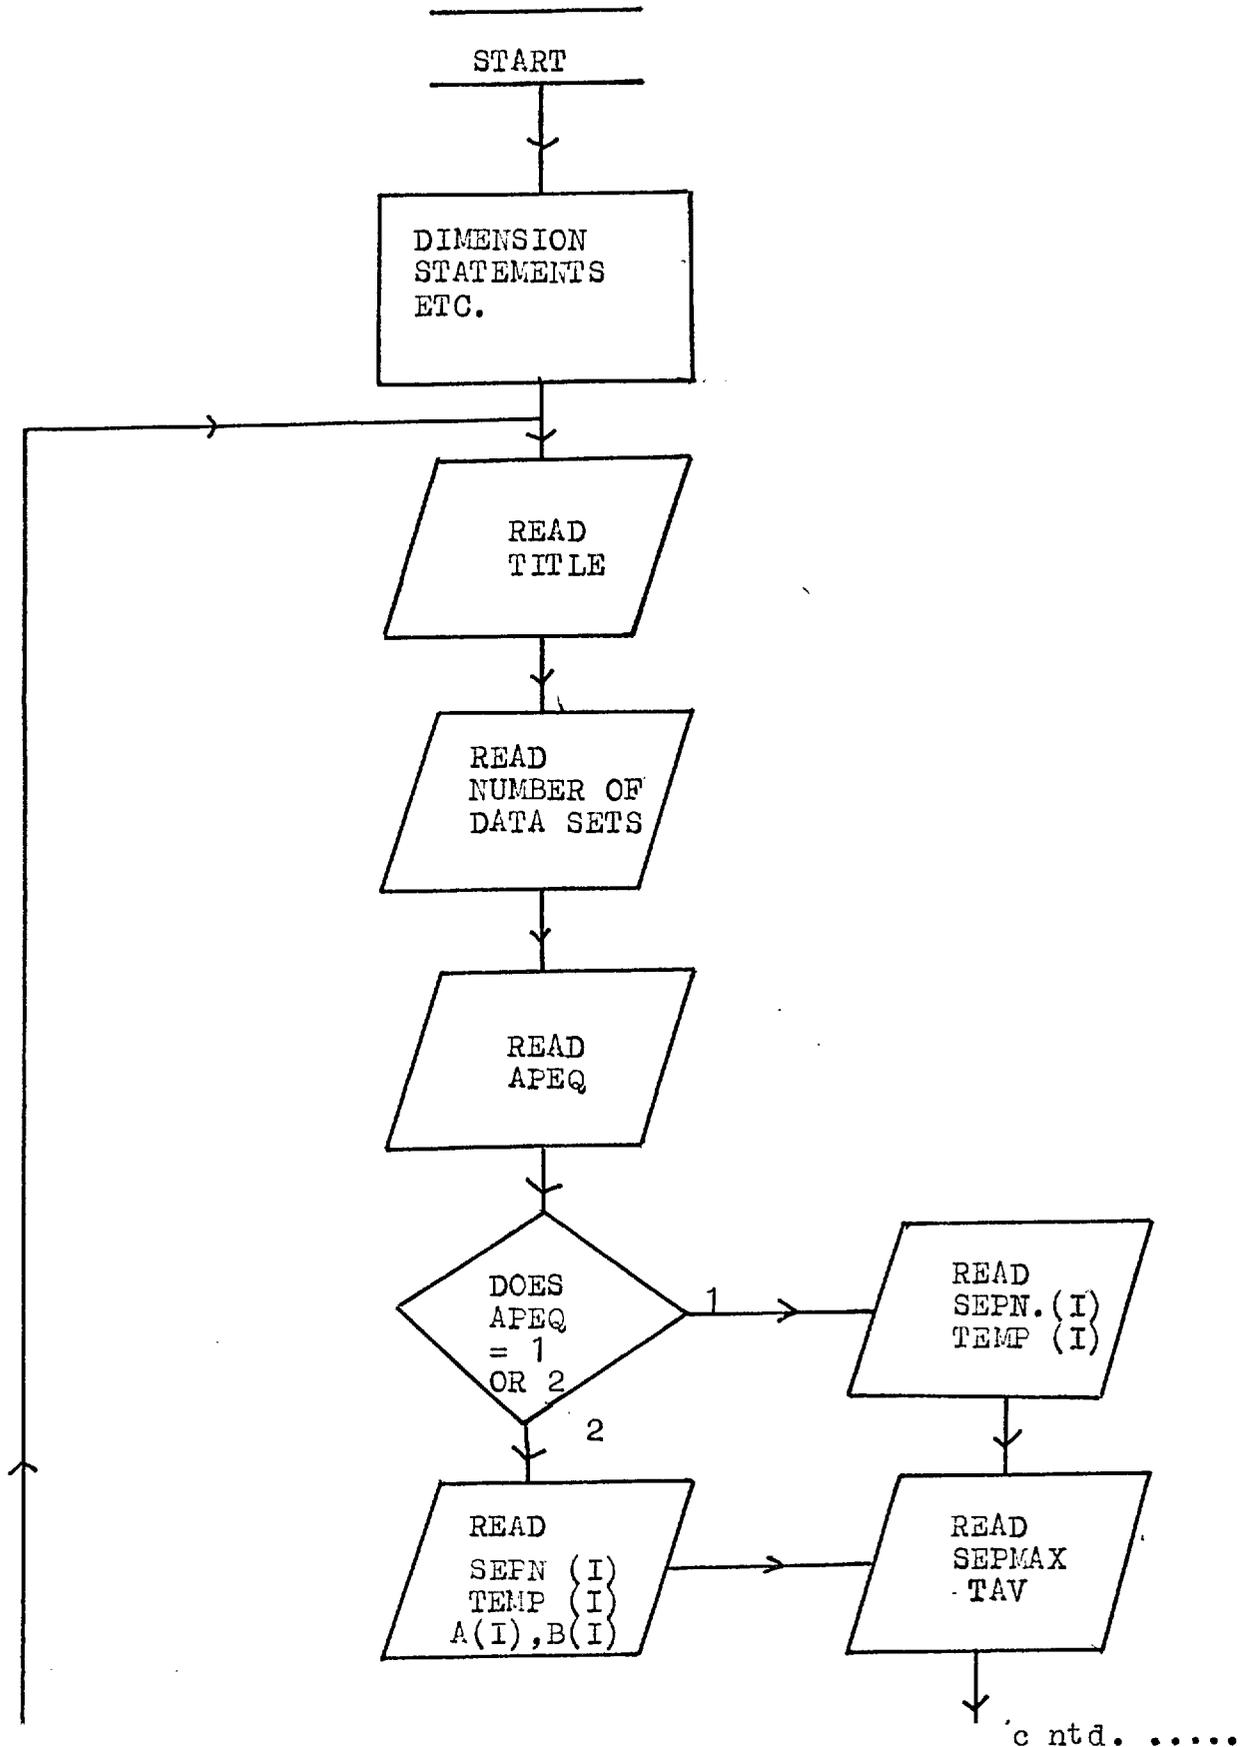 START
DIMENSION
STATEMENTS
ETC.
READ
TITLE
READ
NUMBER OF
DATA SETS
READ
APEQ
DOES
APEQ
= 1
OR 2
1
2
READ
SEPN.(I)
TEMP (I)
READ
SEPN (I)
TEMP (I)
A(I),B(I)
READ
SEPMAX
TAV
c ntd. .....